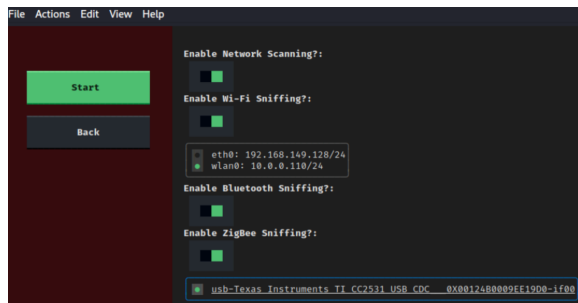 File Actions Edit View Help
Start
Back
Enable Network Scanning?:
Enable Wi-Fi Sniffing?:
eth0: 192.168.149.128/24
wlan0: 10.0.0.110/24
Enable Bluetooth Sniffing?:
Enable ZigBee Sniffing?:
usb-Texas Instruments TI CC2531 USB CDC   0X00124B0009EE19D0-if00